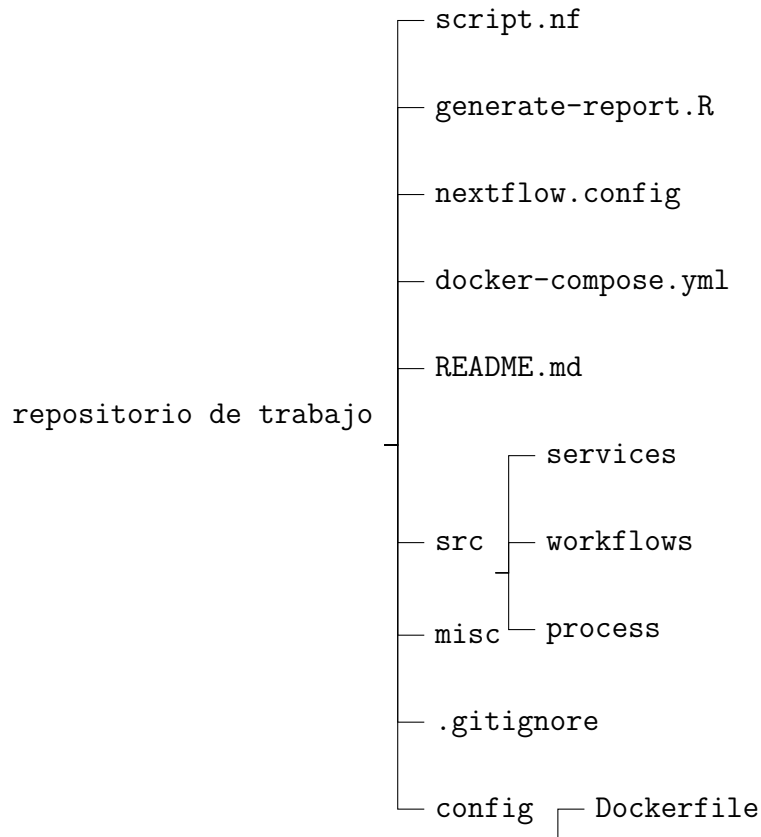 script.nf
generate-report.R
nextflow.config
docker-compose.yml
README.md
repositorio de trabajo
services
src
workflows
process
misc
.gitignore
config
Dockerfile